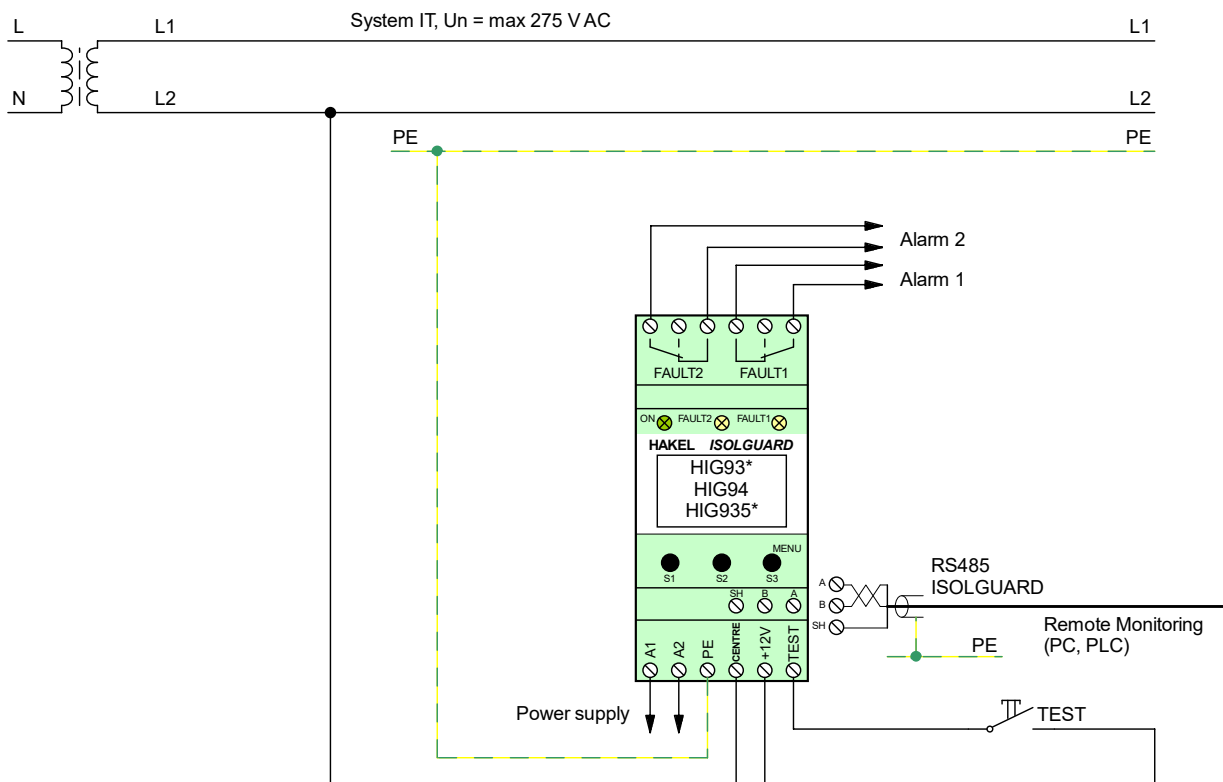 System IT, Un = max 275 V AC
L L1 L1
N L2 L2
PE PE
Alarm 2
Alarm 1
FAULT2 FAULT1
ON FAULT2 FAULT1
HAKEL ISOLGUARD
HIG93*
HIG94
HIG935*
MENU
S1 S2 S3
SH B A
A1 A2 PE CENTRE +12V TEST
A
B
SH
RS485
ISOLGUARD
Remote Monitoring
(PC, PLC)
PE
Power supply
TEST